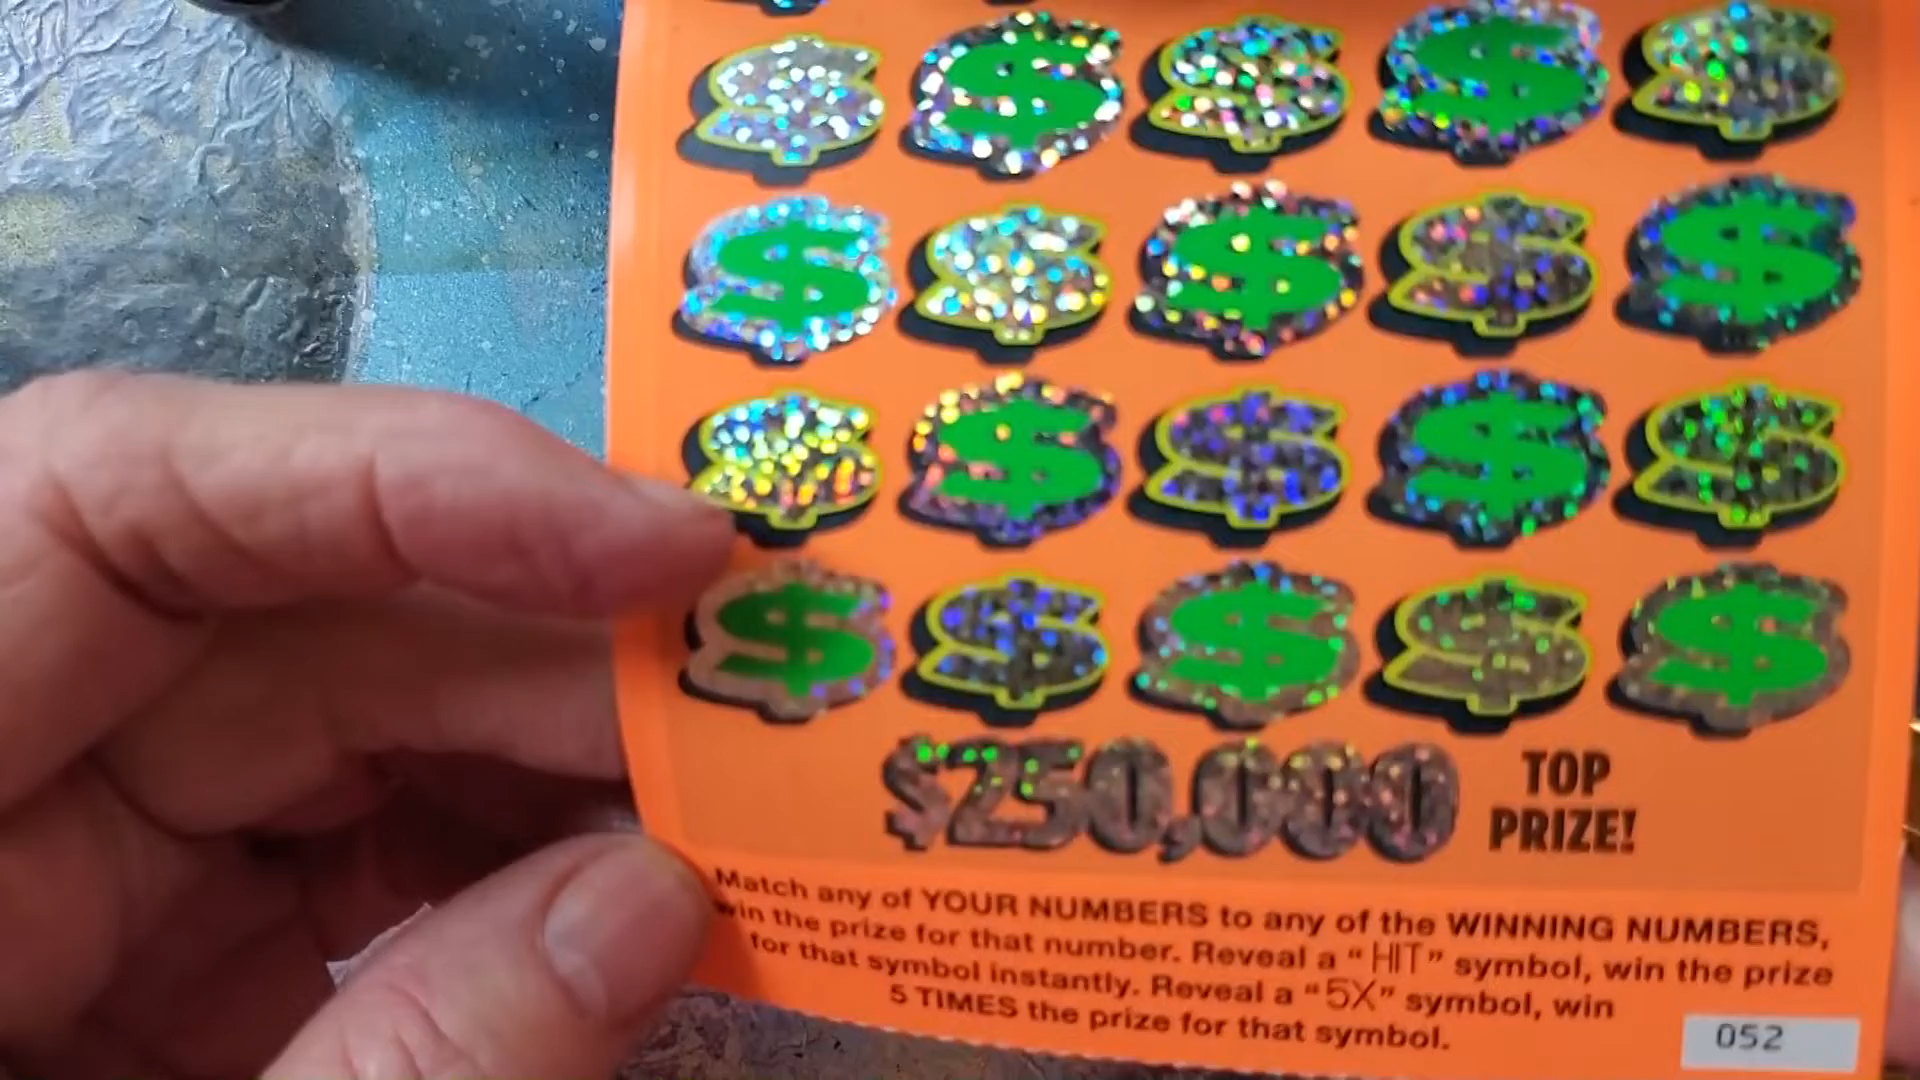 $ $ $ $ $
$ $ $ $ $
$ $ $ $ $
$ $ $ $ $
$250,000 TOP PRIZE!
Match any of YOUR NUMBERS to any of the WINNING NUMBERS,
win the prize for that number. Reveal a "HIT" symbol, win the prize
for that symbol instantly. Reveal a "5X" symbol, win
5 TIMES the prize for that symbol.
052